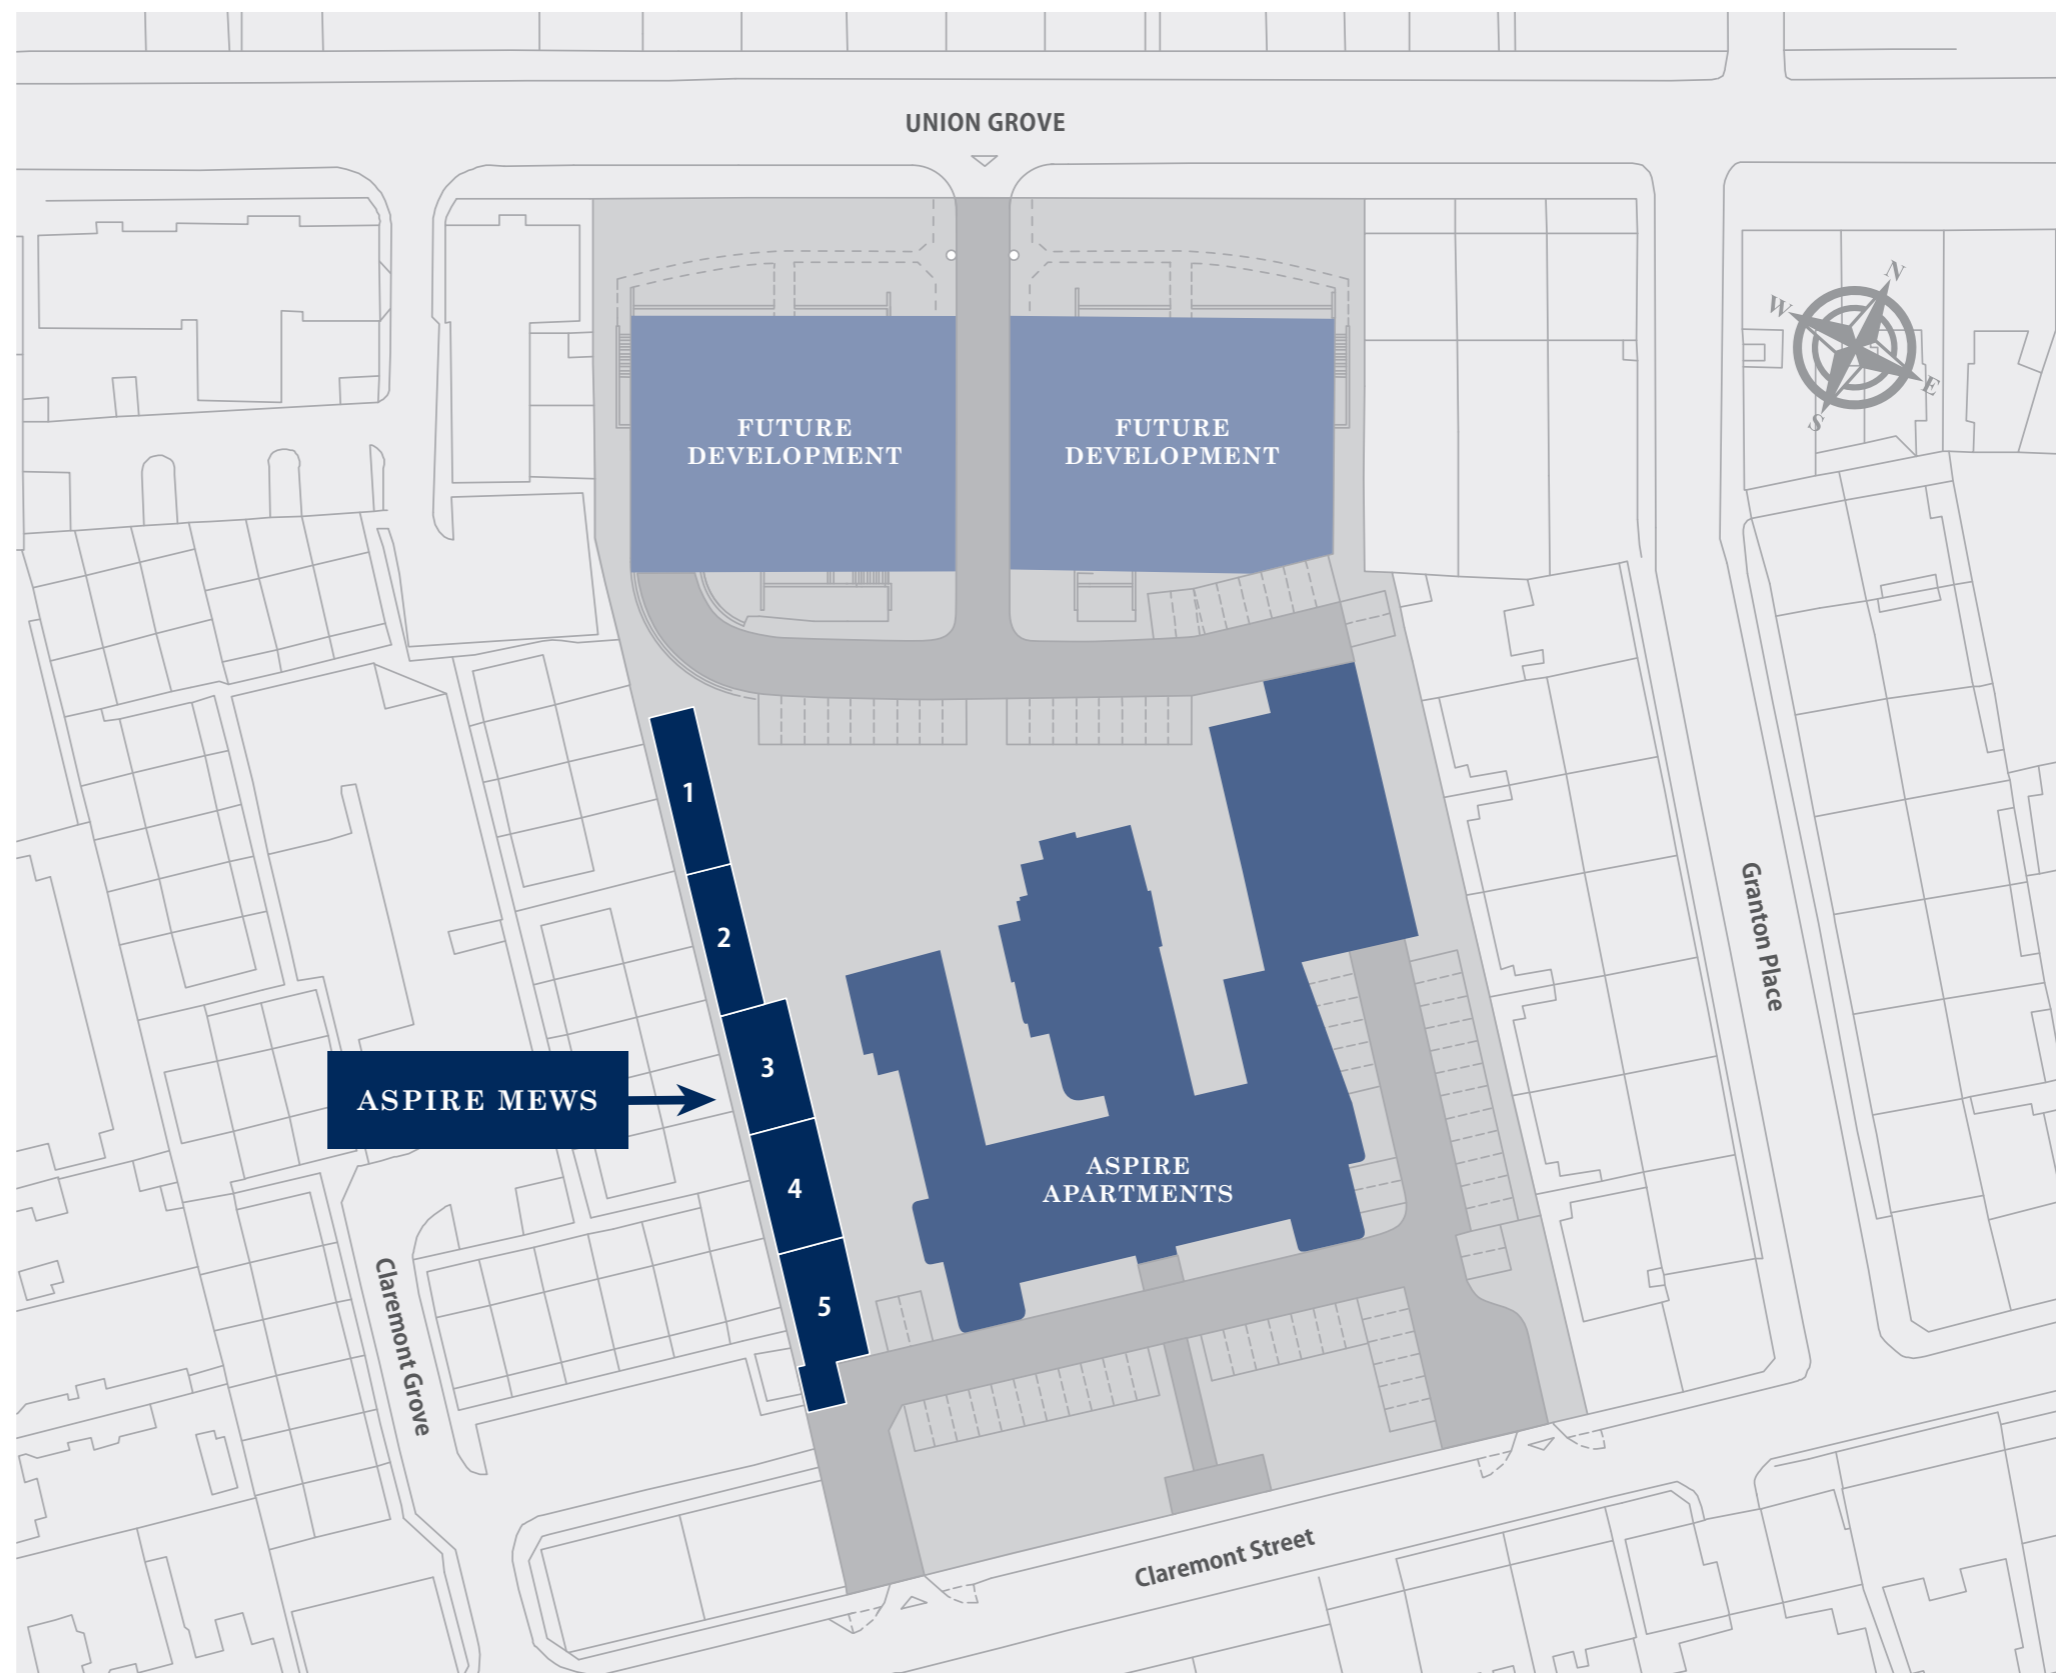 UNION GROVE
N
W
E
S
FUTURE
DEVELOPMENT
FUTURE
DEVELOPMENT
1
2
3
4
5
ASPIRE MEWS
ASPIRE
APARTMENTS
Granton Place
Claremont Grove
Claremont Street